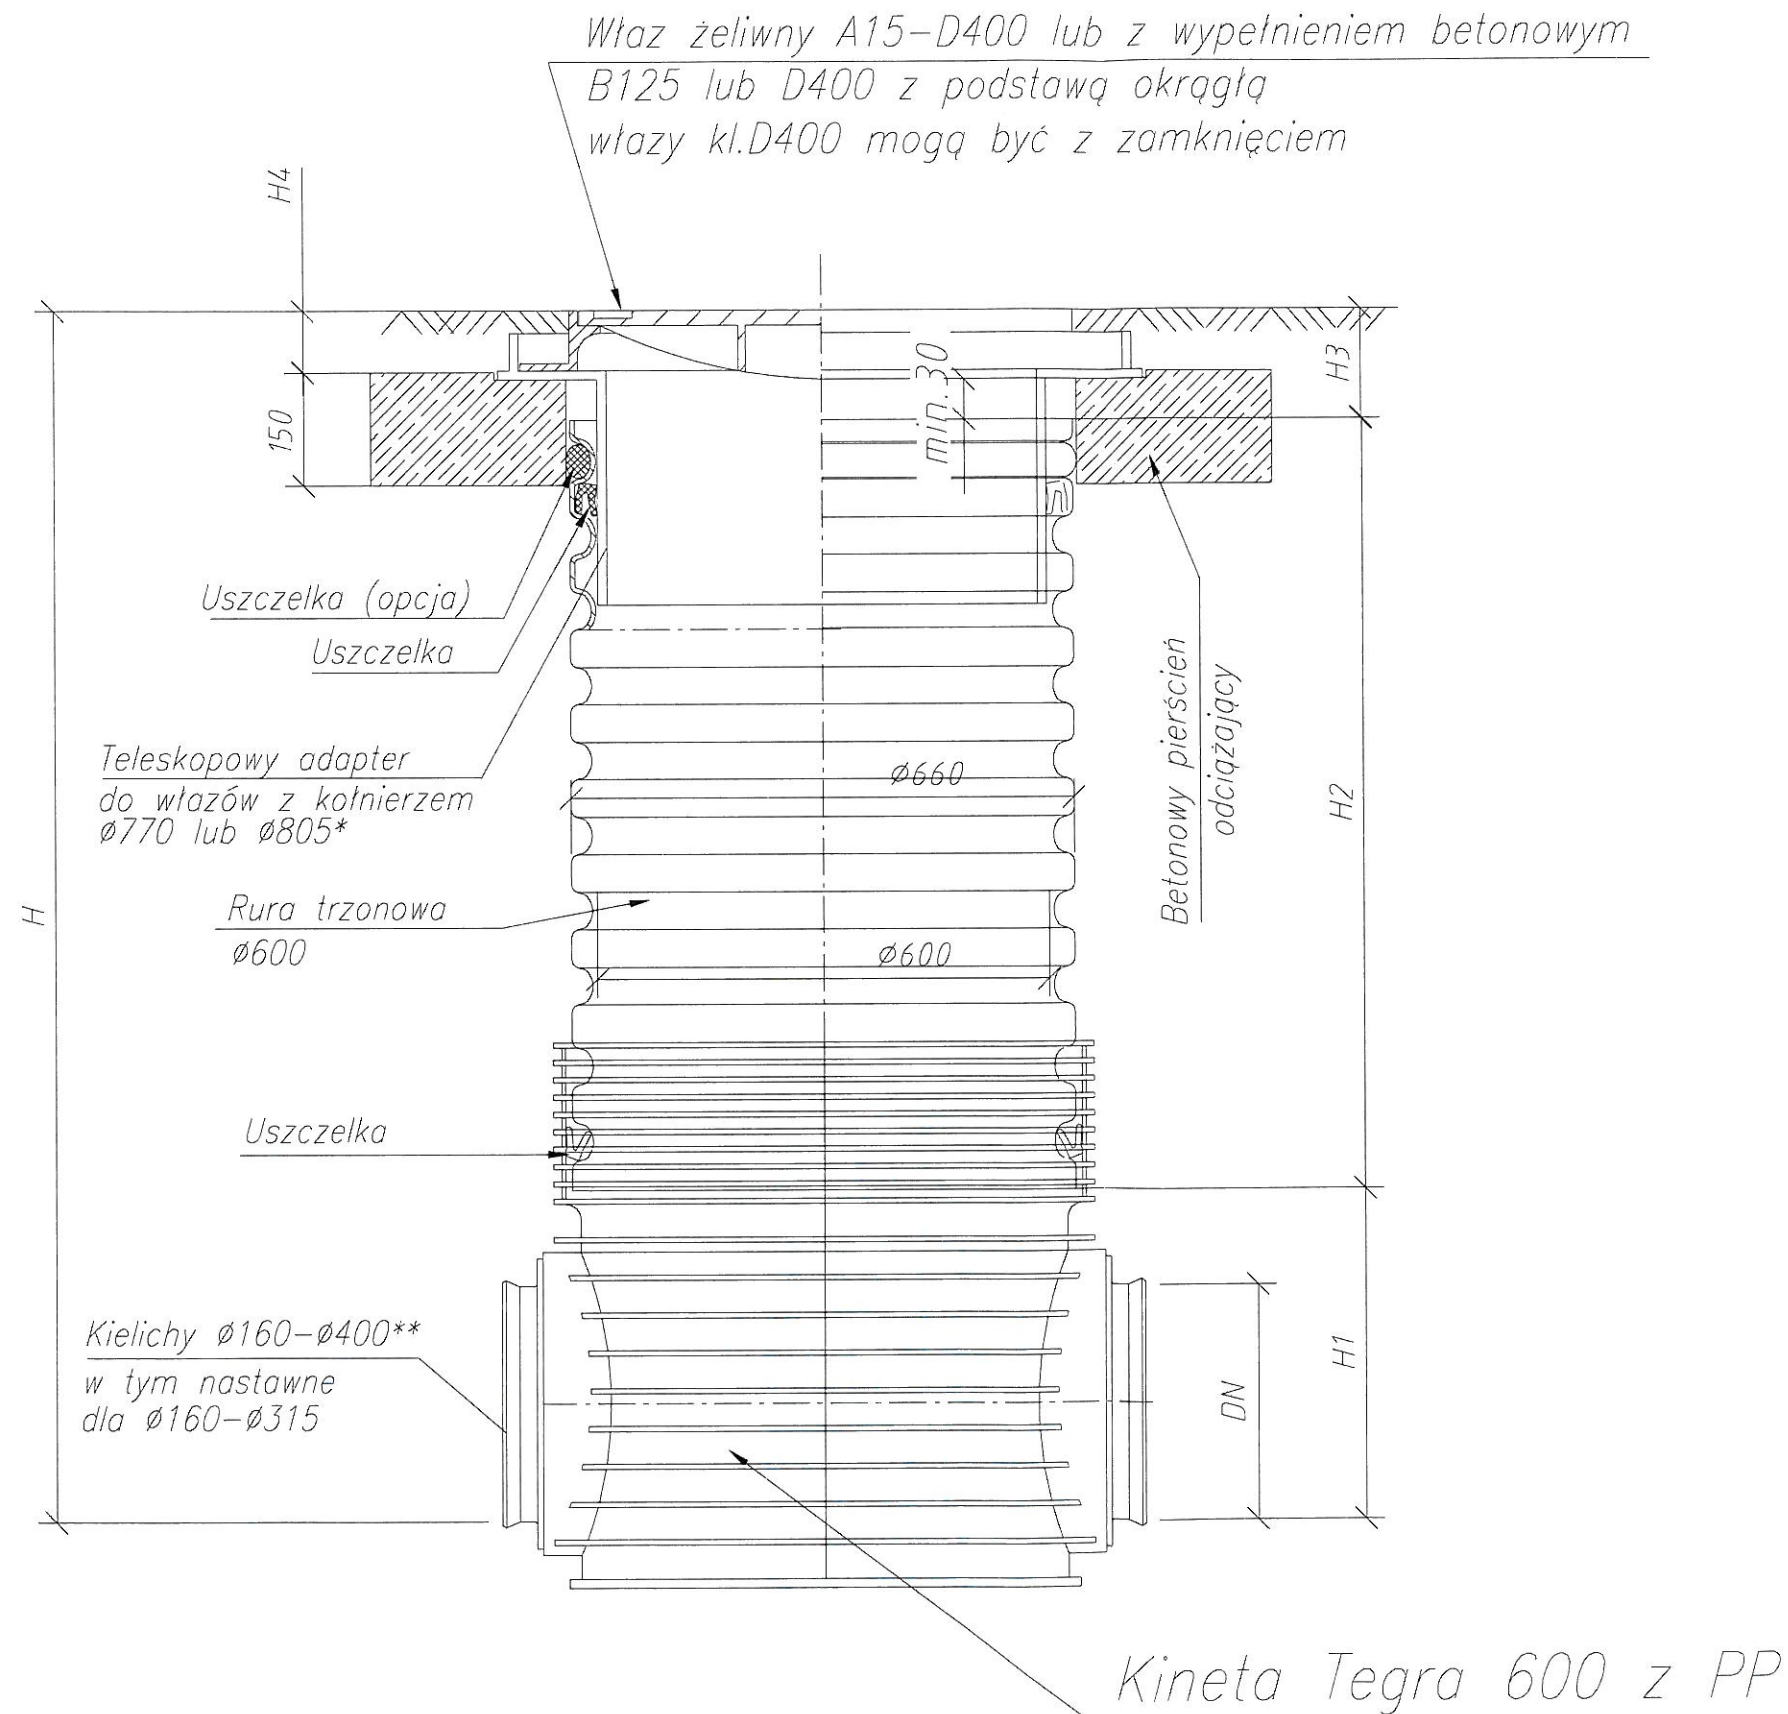 Właz żeliwny A15-D400 lub z wypełnieniem betonowym
B125 lub D400 z podstawą okrągłą
włazy kl.D400 mogą być z zamknięciem
H4
H3
min.30
150
Uszczelka (opcja)
Uszczelka
Betonowy pierścień
odciążający
Teleskopowy adapter
do włazów z kołnierzem
ø770 lub ø805*
ø660
H2
H
Rura trzonowa
ø600
ø600
Uszczelka
Kielichy ø160-ø400**
w tym nastawne
dla ø160-ø315
DN
H1
Kineta Tegra 600 z PP